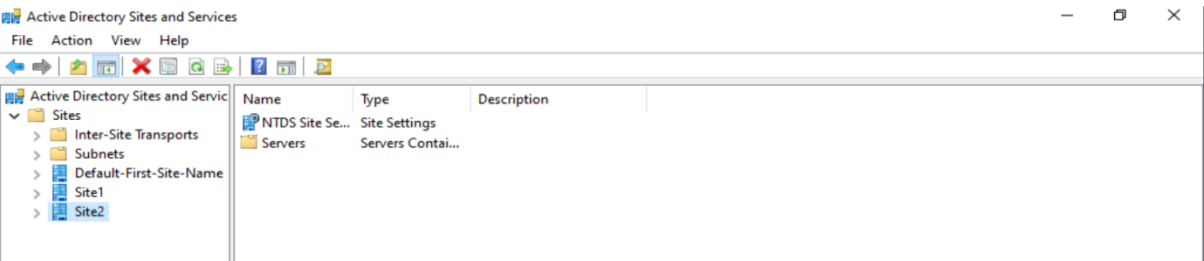 Active Directory Sites and Services
File Action View Help
Active Directory Sites and Servic
Name Type Description
Sites
NTDS Site Se... Site Settings
Inter-Site Transports
Servers Servers Contai...
Subnets
Default-First-Site-Name
Site1
Site2